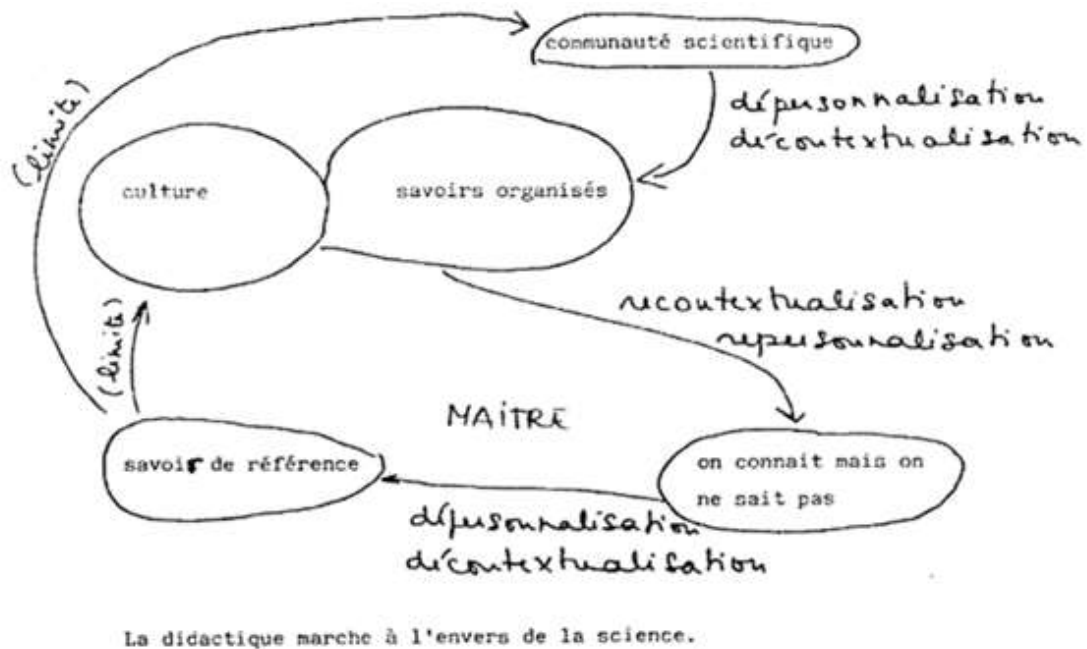 communauté scientifique
dépersonnalisation
décontextualisation
(limite)
culture
savoirs organisés
recontextualisation
repersonnalisation
(limite)
MAÎTRE
savoir de référence
on connait mais on
ne sait pas
dépersonnalisation
décontextualisation
La didactique marche à l'envers de la science.